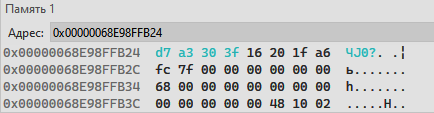 Память 1
Адрес: 0x00000068E98FFB24
0x00000068E98FFB24 d7 a3 30 3f 16 20 1f a6 ЧЈ0?. .¦
0x00000068E98FFB2C fc 7f 00 00 00 00 00 00 ь.......
0x00000068E98FFB34 68 00 00 00 00 00 00 00 h.......
0x00000068E98FFB3C 00 00 00 00 00 48 10 02 .....H..